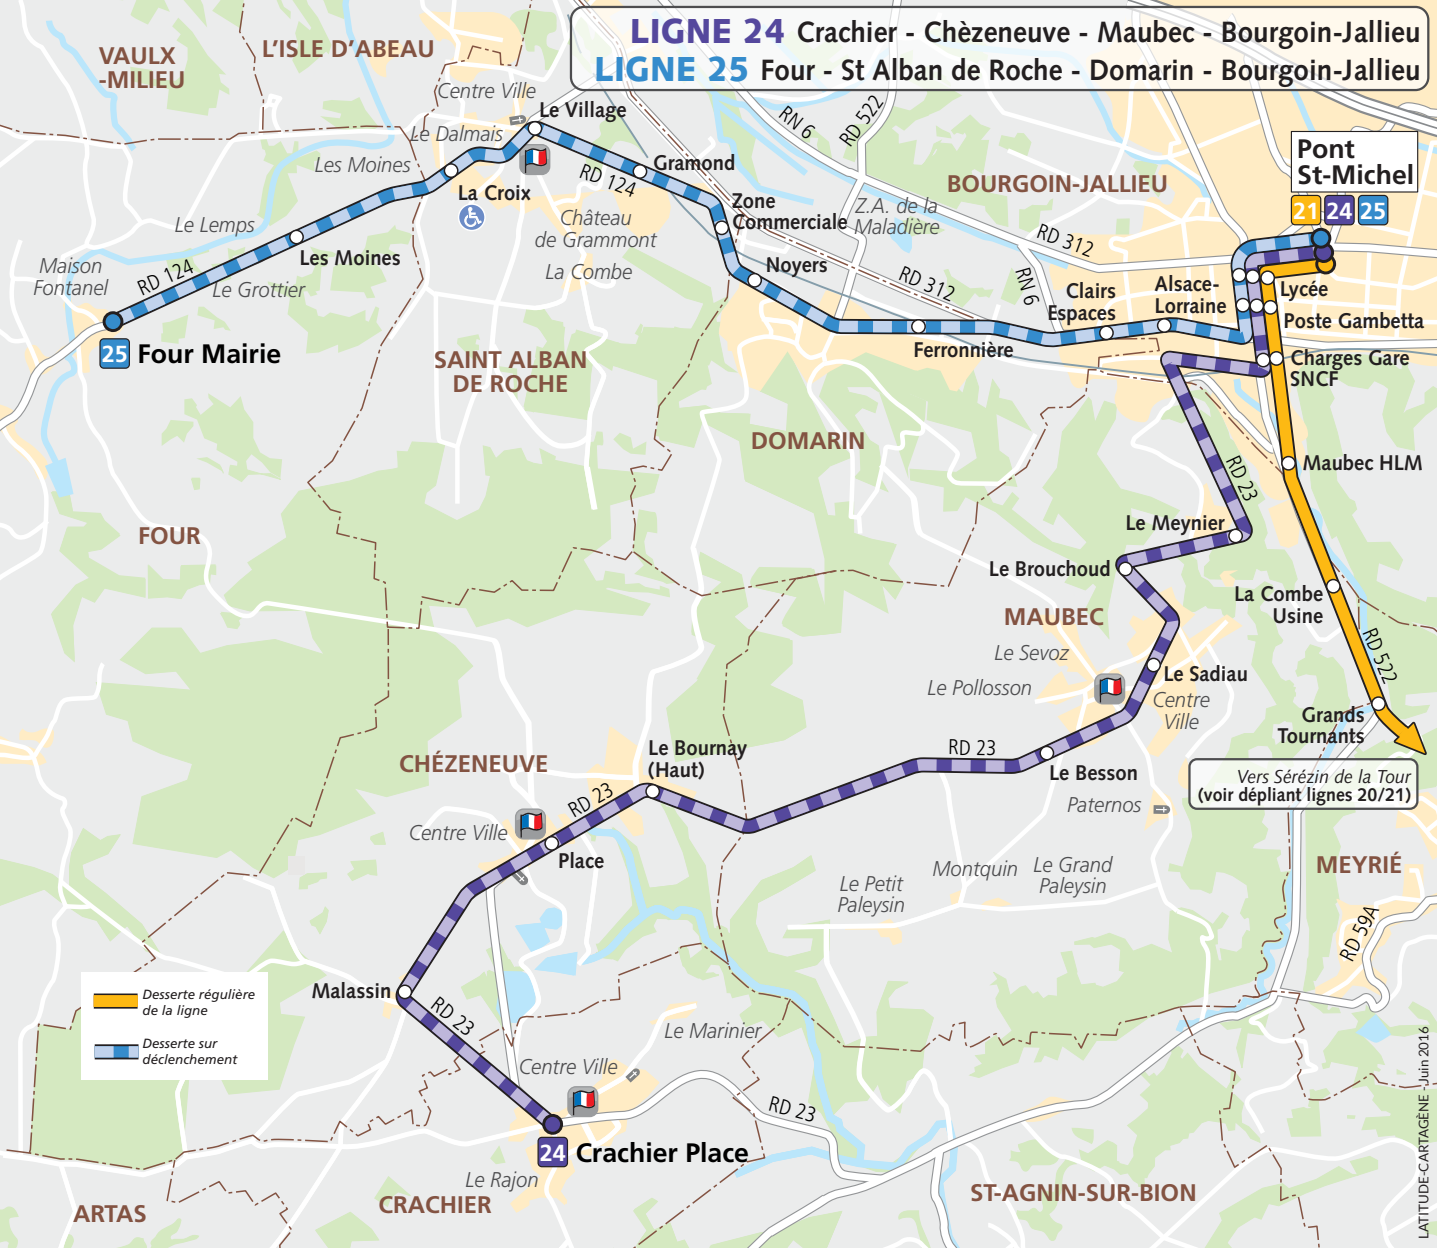 LIGNE 24 Crachier - Chèzeneuve - Maubec - Bourgoin-Jallieu
LIGNE 25 Four - St Alban de Roche - Domarin - Bourgoin-Jallieu
VAULX
-MILIEU
L'ISLE D'ABEAU
Centre Ville
Le Village
Le Dalmais
Les Moines
La Croix
RD 124
Gramond
Zone
Commerciale
Château
de Grammont
La Combe
Noyers
RN 6
RD 522
BOURGOIN-JALLIEU
Z.A. de la
Maladière
RD 312
RD 312
RN 6
Pont
St-Michel
21 24 25
Le Lemps
Les Moines
Maison
Fontanel
RD 124
Le Grottier
25 Four Mairie
SAINT ALBAN
DE ROCHE
Ferronnière
Clairs
Espaces
Alsace-
Lorraine
Lycée
Poste Gambetta
Charges Gare
SNCF
DOMARIN
Maubec HLM
RD 23
FOUR
Le Meynier
Le Brouchoud
La Combe
Usine
MAUBEC
Le Sevoz
Le Pollosson
Le Sadiau
Centre
Ville
RD 522
Grands
Tournants
Vers Sérézin de la Tour
(voir dépliant lignes 20/21)
CHÉZENEUVE
Le Bournay
(Haut)
RD 23
RD 23
Le Besson
Paternos
Centre Ville
Place
Montquin
Le Grand
Paleysin
Le Petit
Paleysin
MEYRIÉ
RD 59A
Malassin
RD 23
Desserte régulière
de la ligne
Desserte sur
déclenchement
Le Marinier
Centre Ville
RD 23
24 Crachier Place
Le Rajon
CRACHIER
ARTAS
ST-AGNIN-SUR-BION
LATITUDE-CARTAGÈNE - Juin 2016